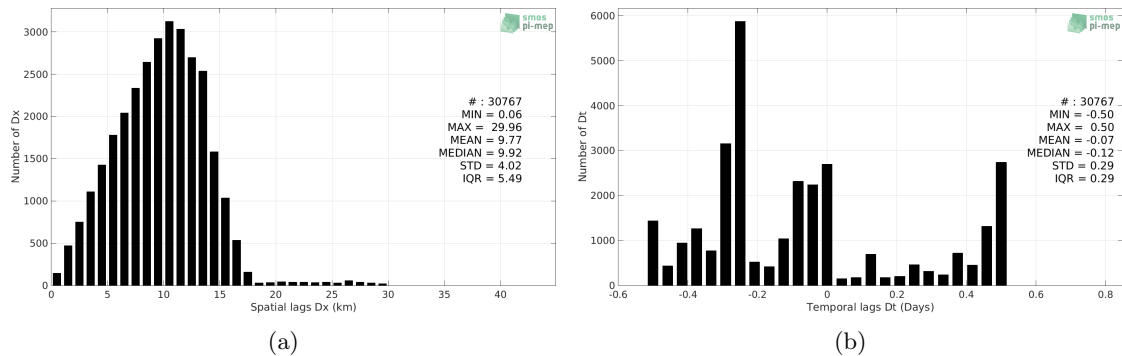 smos
pi-mep
Number of Dx
3000
2500
2000
1500
1000
500
0
# : 30767
MIN = 0.06
MAX = 29.96
MEAN = 9.77
MEDIAN = 9.92
STD = 4.02
IQR = 5.49
0 5 10 15 20 25 30 35 40
Spatial lags Dx (km)
(a)
smos
pi-mep
Number of Dt
6000
5000
4000
3000
2000
1000
0
# : 30767
MIN = -0.50
MAX = 0.50
MEAN = -0.07
MEDIAN = -0.12
STD = 0.29
IQR = 0.29
-0.6 -0.4 -0.2 0 0.2 0.4 0.6 0.8
Temporal lags Dt (Days)
(b)